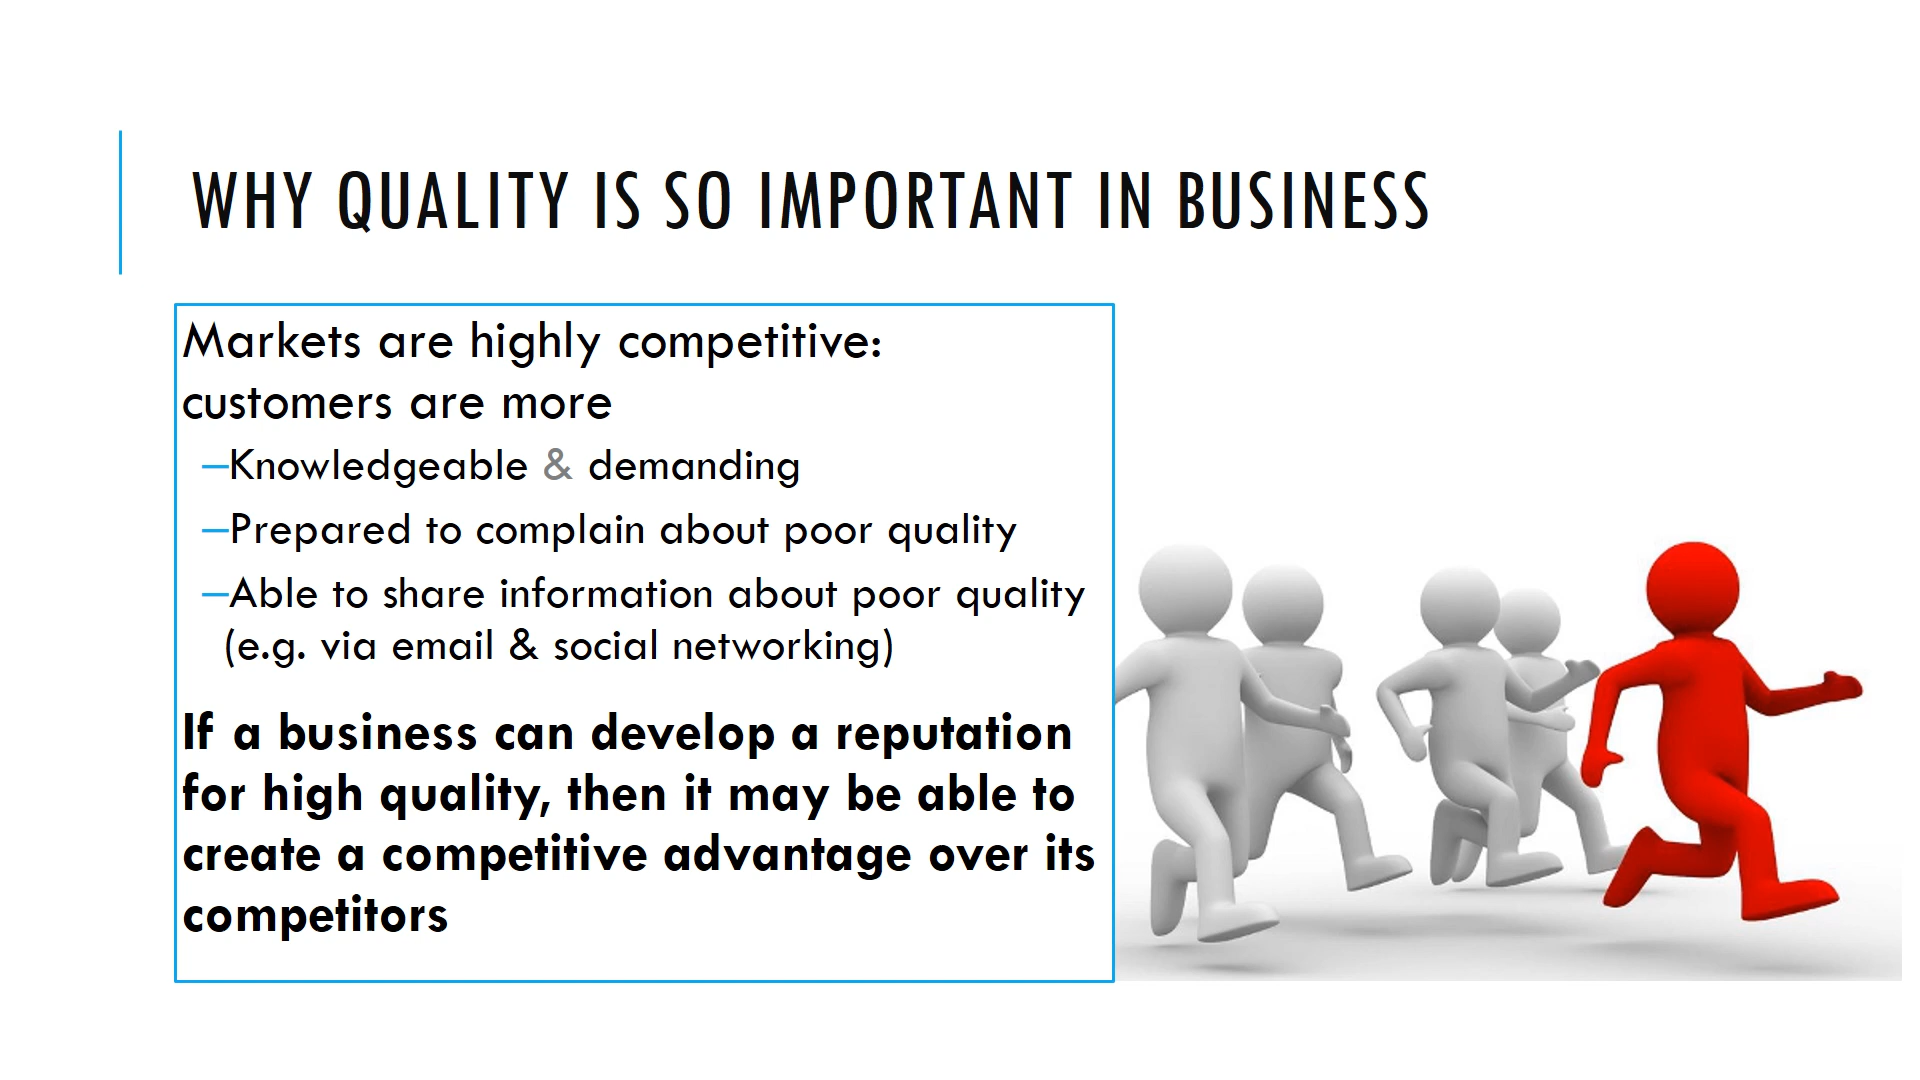 WHY QUALITY IS SO IMPORTANT IN BUSINESS
Markets are highly competitive:
customers are more
–Knowledgeable & demanding
–Prepared to complain about poor quality
–Able to share information about poor quality
(e.g. via email & social networking)
If a business can develop a reputation
for high quality, then it may be able to
create a competitive advantage over its
competitors